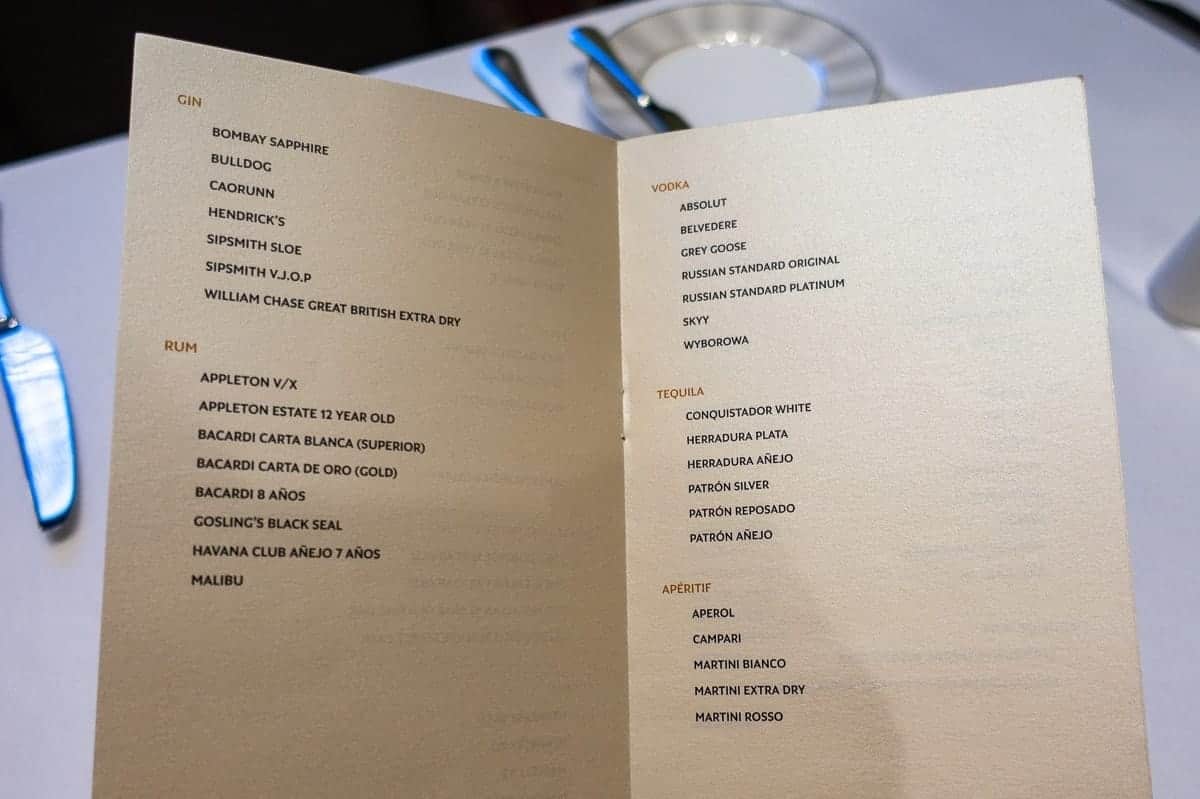 GIN
BOMBAY SAPPHIRE
BULLDOG
CAORUNN
HENDRICK'S
SIPSMITH SLOE
SIPSMITH V.J.O.P
WILLIAM CHASE GREAT BRITISH EXTRA DRY
RUM
APPLETON V/X
APPLETON ESTATE 12 YEAR OLD
BACARDI CARTA BLANCA (SUPERIOR)
BACARDI CARTA DE ORO (GOLD)
BACARDI 8 AÑOS
GOSLING'S BLACK SEAL
HAVANA CLUB AÑEJO 7 AÑOS
MALIBU
VODKA
ABSOLUT
BELVEDERE
GREY GOOSE
RUSSIAN STANDARD ORIGINAL
RUSSIAN STANDARD PLATINUM
SKYY
WYBOROWA
TEQUILA
CONQUISTADOR WHITE
HERRADURA PLATA
HERRADURA AÑEJO
PATRÓN SILVER
PATRÓN REPOSADO
PATRÓN AÑEJO
APÉRITIF
APEROL
CAMPARI
MARTINI BIANCO
MARTINI EXTRA DRY
MARTINI ROSSO